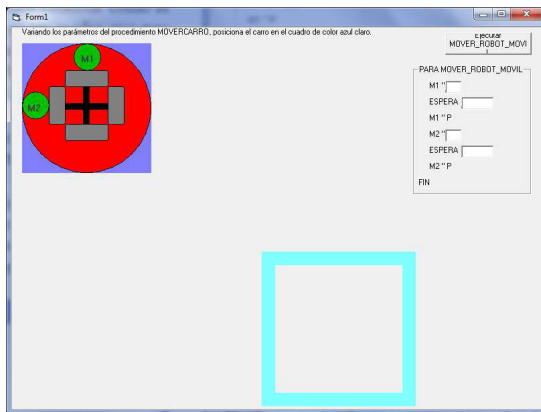 Form1
Variando los parámetros del procedimiento MOVERCARRO, posiciona el carro en el cuadro de color azul claro.
Ejecutar
MOVER_ROBOT_MOVI
PARA MOVER_ROBOT_MOVIL
M1 "
ESPERA
M1 " P
M2 "
ESPERA
M2 " P
FIN
M1
M2